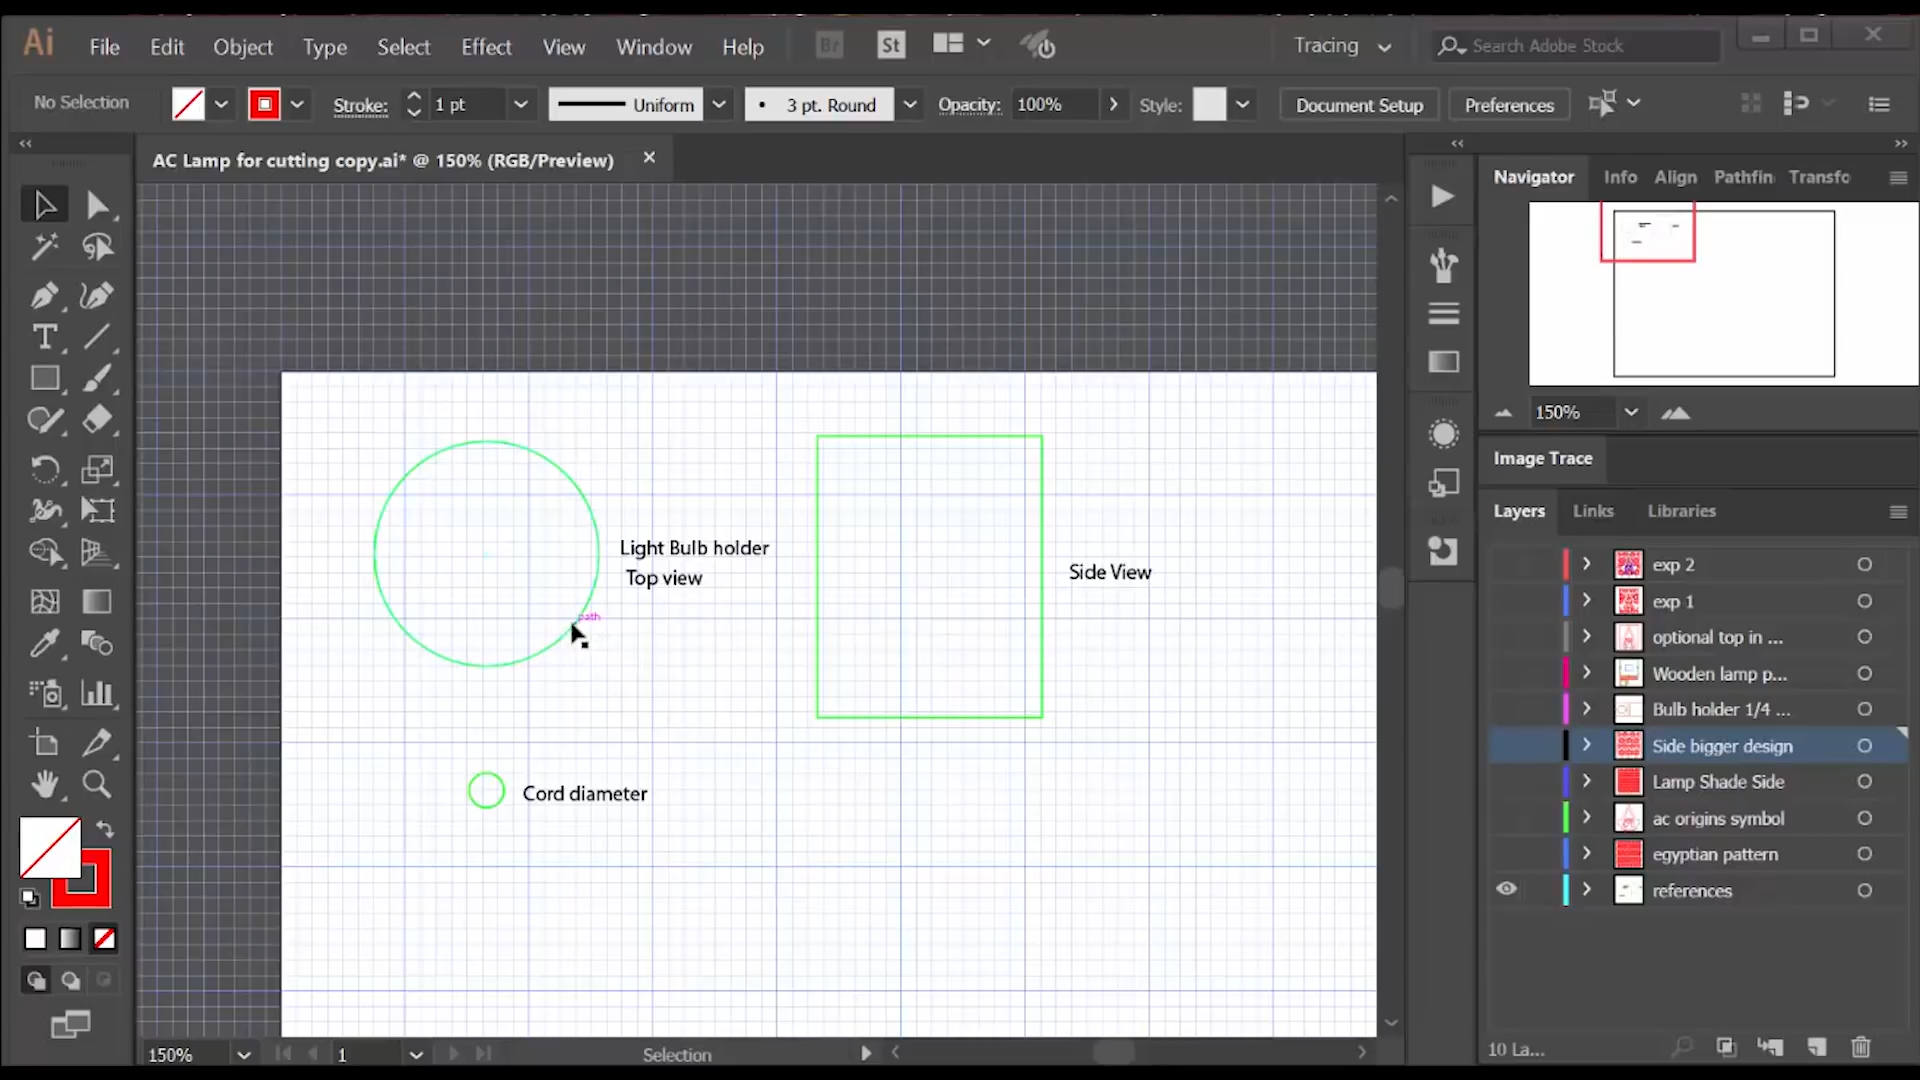 Ai File Edit Object Type Select Effect View Window Help Br St Tracing Search Adobe Stock
No Selection Stroke: 1 pt Uniform 3 pt. Round Opacity: 100% Style: Document Setup Preferences
AC Lamp for cutting copy.ai* @ 150% (RGB/Preview)
Navigator Info Align Pathfin Transfo
150%
Image Trace
Layers Links Libraries
exp 2
exp 1
optional top in ...
Wooden lamp p...
Bulb holder 1/4 ...
Side bigger design
Lamp Shade Side
ac origins symbol
egyptian pattern
references
10 La...
Light Bulb holder
Top view
path
Side View
Cord diameter
150% 1 Selection